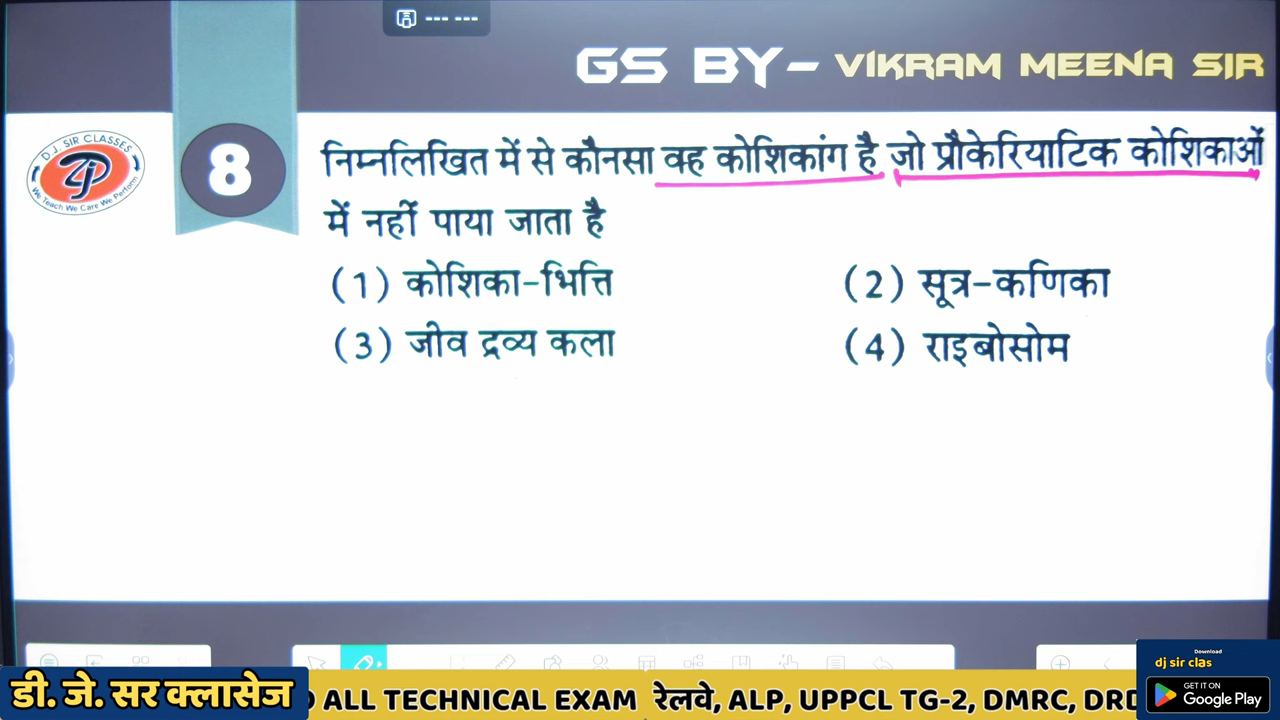 GS BY- VIKRAM MEENA SIR
D.J. SIR CLASSES
We Teach We Care We Perform
8
निम्नलिखित में से कौनसा वह कोशिकांग है जो प्रौकेरियाटिक कोशिकाओं
में नहीं पाया जाता है
(1) कोशिका-भित्ति (2) सूत्र-कणिका
(3) जीव द्रव्य कला (4) राइबोसोम
Download
dj sir clas
GET IT ON
Google Play
डी. जे. सर क्लासेज
ALL TECHNICAL EXAM रेलवे, ALP, UPPCL TG-2, DMRC, DRD